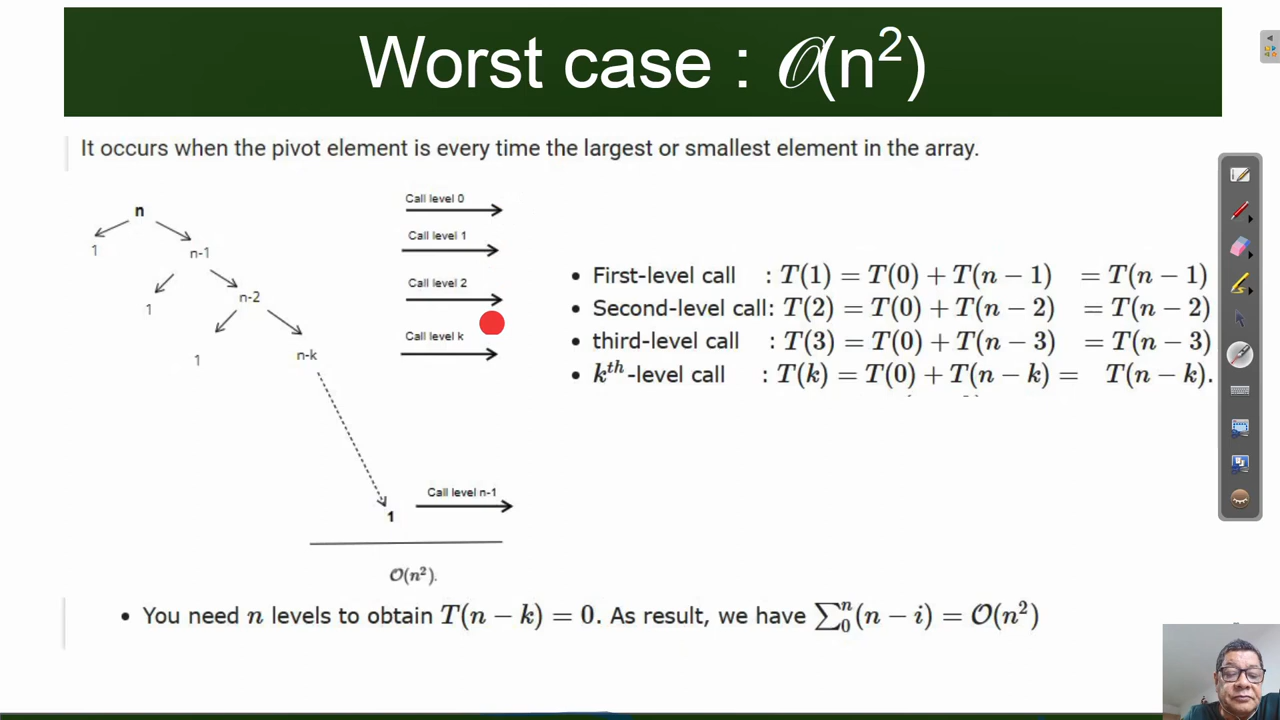 Worst case : 𝒪(n²)
It occurs when the pivot element is every time the largest or smallest element in the array.
n
1
n-1
1
n-2
1
n-k
1
Call level 0
Call level 1
Call level 2
Call level k
Call level n-1
𝒪(n²).
• First-level call : T(1) = T(0) + T(n − 1) = T(n − 1)
• Second-level call: T(2) = T(0) + T(n − 2) = T(n − 2)
• third-level call : T(3) = T(0) + T(n − 3) = T(n − 3)
• kᵗʰ-level call : T(k) = T(0) + T(n − k) = T(n − k).
• You need n levels to obtain T(n − k) = 0. As result, we have ∑₀ⁿ(n − i) = 𝒪(n²)